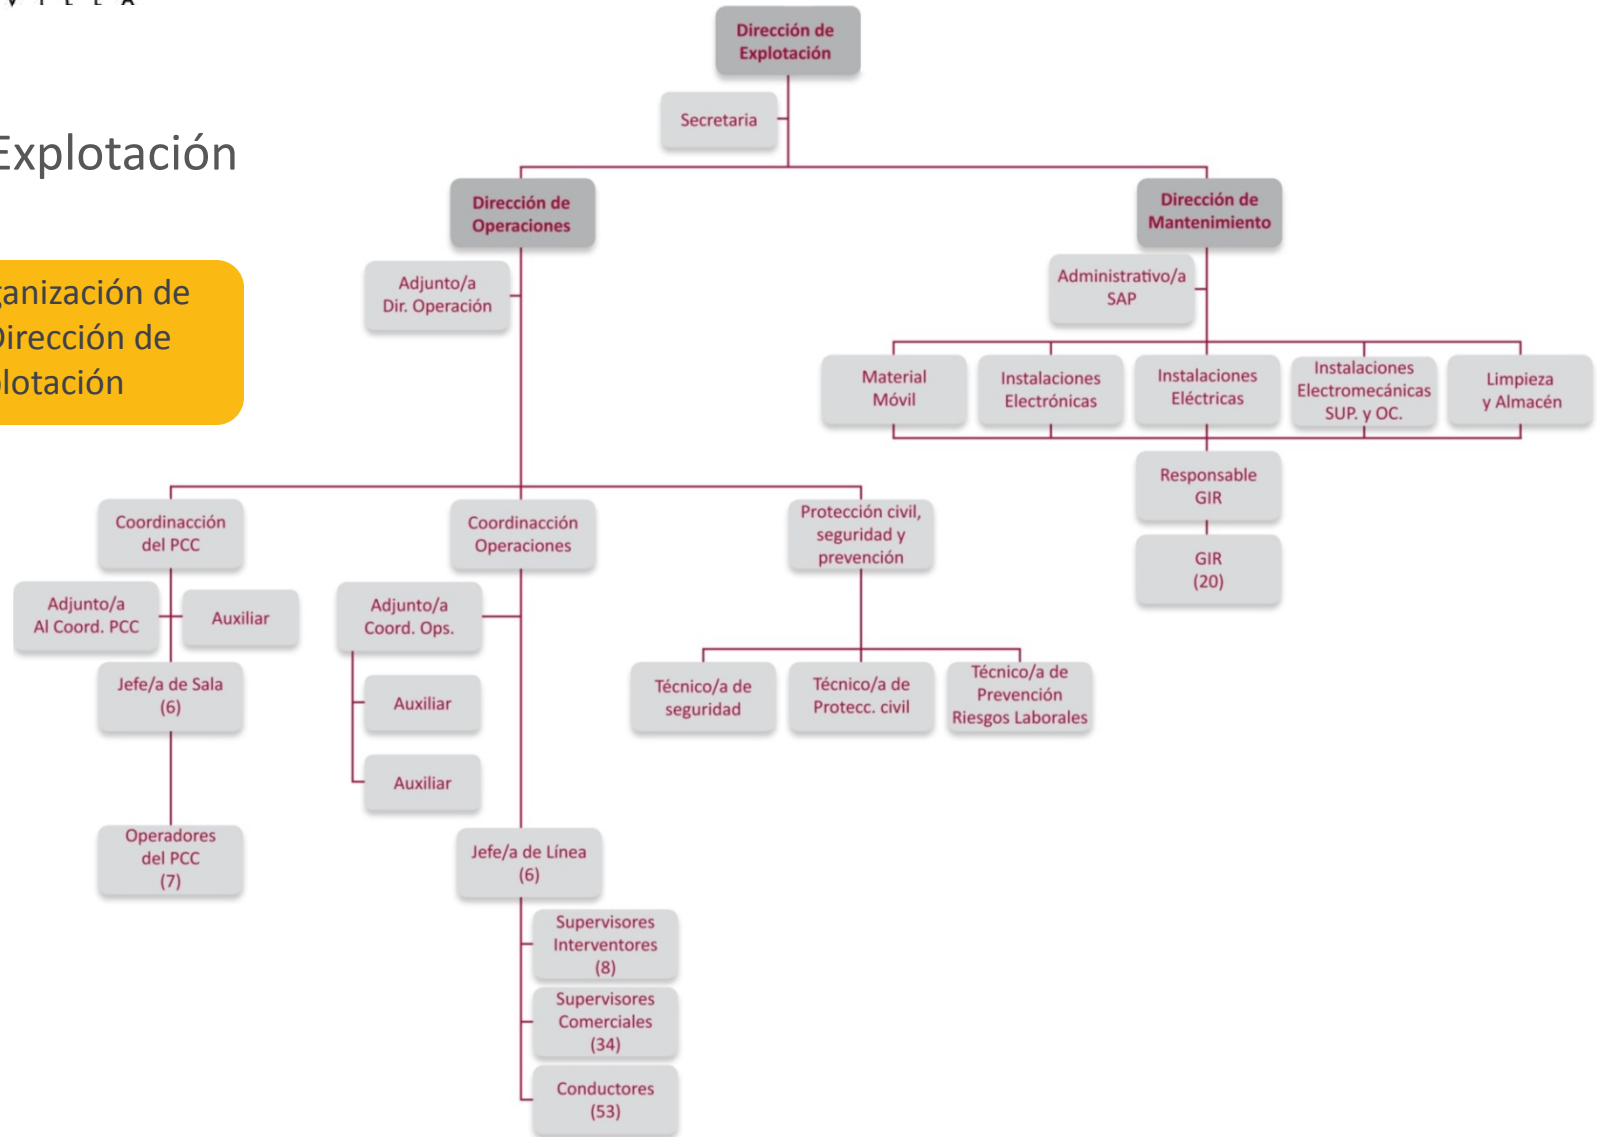 Dirección de
Explotación
Secretaria
Explotación
Dirección de
Operaciones
Dirección de
Mantenimiento
Adjunto/a
Dir. Operación
Administrativo/a
SAP
ganización de
Dirección de
plotación
Material
Móvil
Instalaciones
Electrónicas
Instalaciones
Eléctricas
Instalaciones
Electromecánicas
SUP. y OC.
Limpieza
y Almacén
Responsable
GIR
GIR
(20)
Coordinacción
del PCC
Coordinacción
Operaciones
Protección civil,
seguridad y
prevención
Adjunto/a
Al Coord. PCC
Auxiliar
Adjunto/a
Coord. Ops.
Jefe/a de Sala
(6)
Auxiliar
Auxiliar
Técnico/a de
seguridad
Técnico/a de
Protecc. civil
Técnico/a de
Prevención
Riesgos Laborales
Operadores
del PCC
(7)
Jefe/a de Línea
(6)
Supervisores
Interventores
(8)
Supervisores
Comerciales
(34)
Conductores
(53)